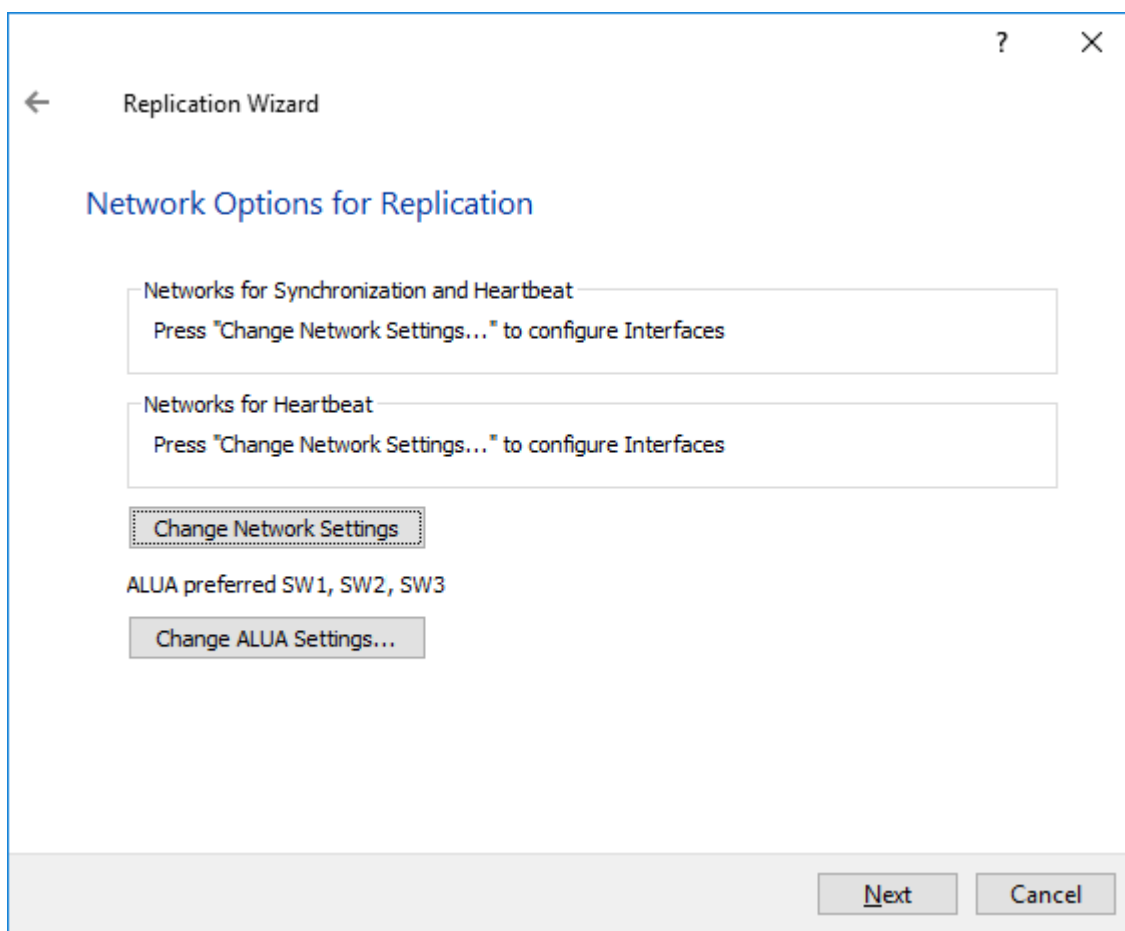 ?
Replication Wizard
Network Options for Replication
Networks for Synchronization and Heartbeat
Press "Change Network Settings..." to configure Interfaces
Networks for Heartbeat
Press "Change Network Settings..." to configure Interfaces
Change Network Settings
ALUA preferred SW1, SW2, SW3
Change ALUA Settings...
Next
Cancel